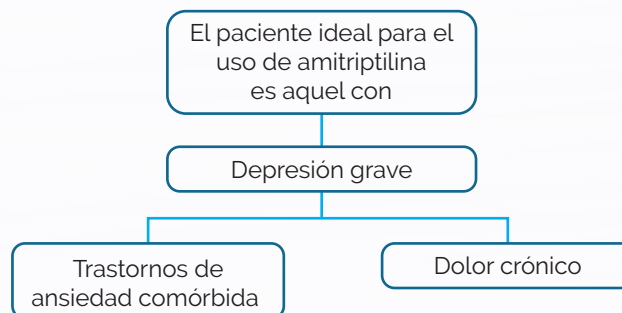 El paciente ideal para el
uso de amitriptilina
es aquel con
Depresión grave
Trastornos de
ansiedad comórbida
Dolor crónico